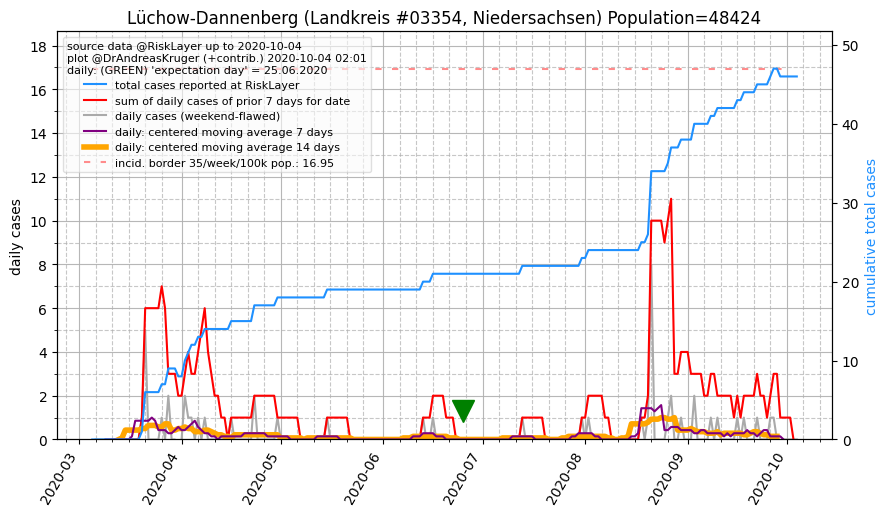 Lüchow-Dannenberg (Landkreis #03354, Niedersachsen) Population=48424
source data @RiskLayer up to 2020-10-04
plot @DrAndreasKruger (+contrib.) 2020-10-04 02:01
daily: (GREEN) 'expectation day' = 25.06.2020
total cases reported at RiskLayer
sum of daily cases of prior 7 days for date
daily cases (weekend-flawed)
daily: centered moving average 7 days
daily: centered moving average 14 days
incid. border 35/week/100k pop.: 16.95
daily cases
18
16
14
12
10
8
6
4
2
0
cumulative total cases
50
40
30
20
10
0
2020-03
2020-04
2020-05
2020-06
2020-07
2020-08
2020-09
2020-10